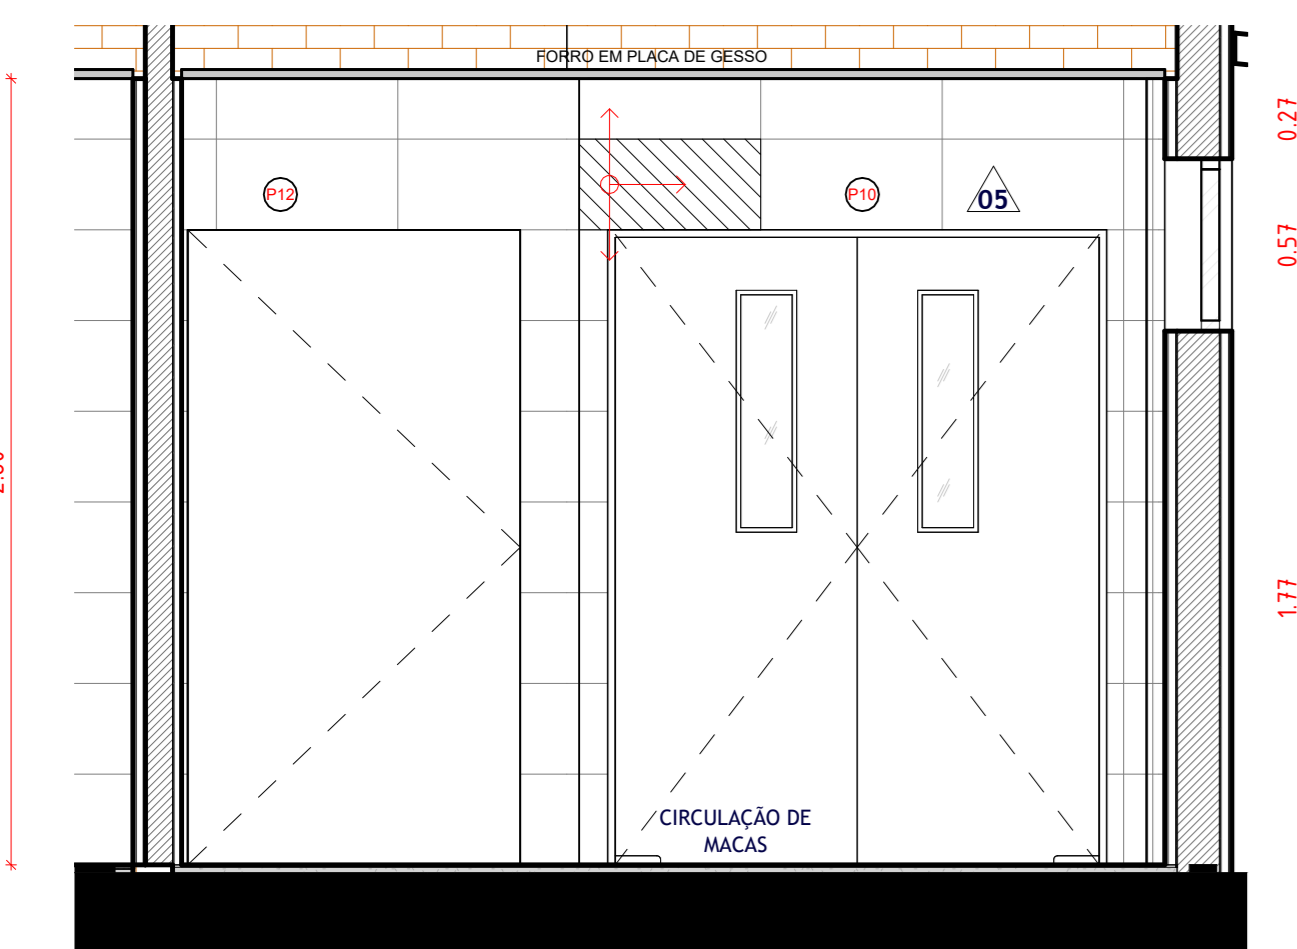 FORRO EM PLACA DE GESSO
0.27
P12
P10
05
0.57
1.77
CIRCULAÇÃO DE
MACAS